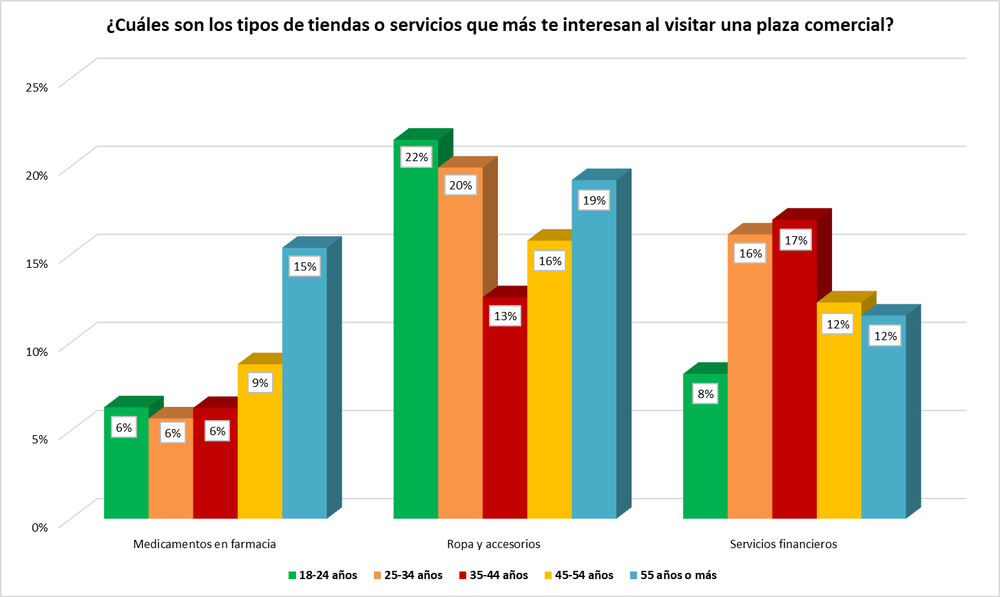 ¿Cuáles son los tipos de tiendas o servicios que más te interesan al visitar una plaza comercial?
25%
20%
15%
10%
5%
0%
6%
6%
6%
9%
15%
22%
20%
13%
16%
19%
8%
16%
17%
12%
12%
Medicamentos en farmacia
Ropa y accesorios
Servicios financieros
18-24 años
25-34 años
35-44 años
45-54 años
55 años o más